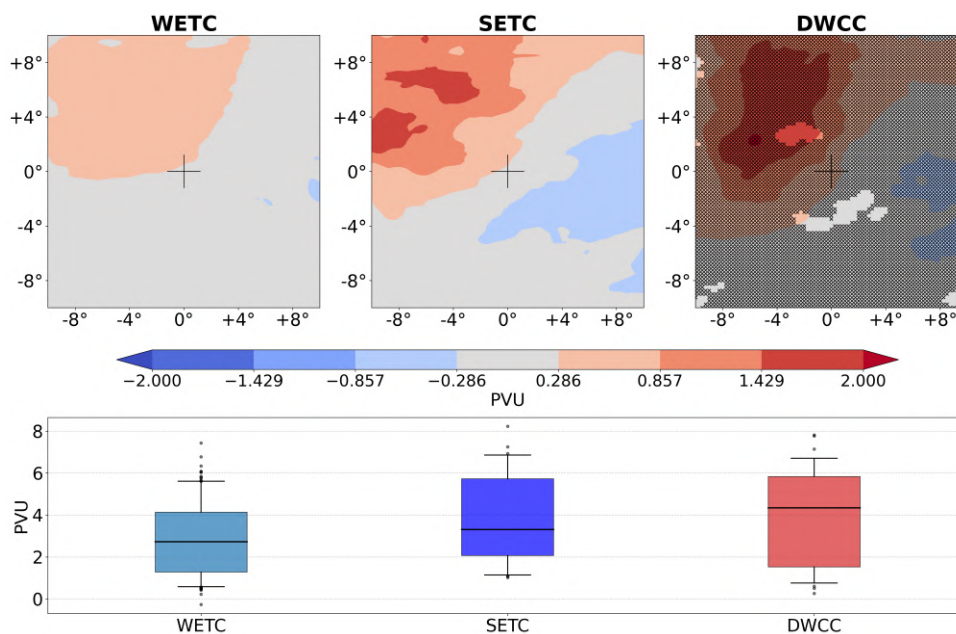 WETC SETC DWCC
+8° +8° +8°
+4° +4° +4°
0° 0° 0°
-4° -4° -4°
-8° -8° -8°
-8° -4° 0° +4° +8° -8° -4° 0° +4° +8° -8° -4° 0° +4° +8°
−2.000 −1.429 −0.857 −0.286 0.286 0.857 1.429 2.000
PVU
8
6
4
2
0
PVU
WETC SETC DWCC